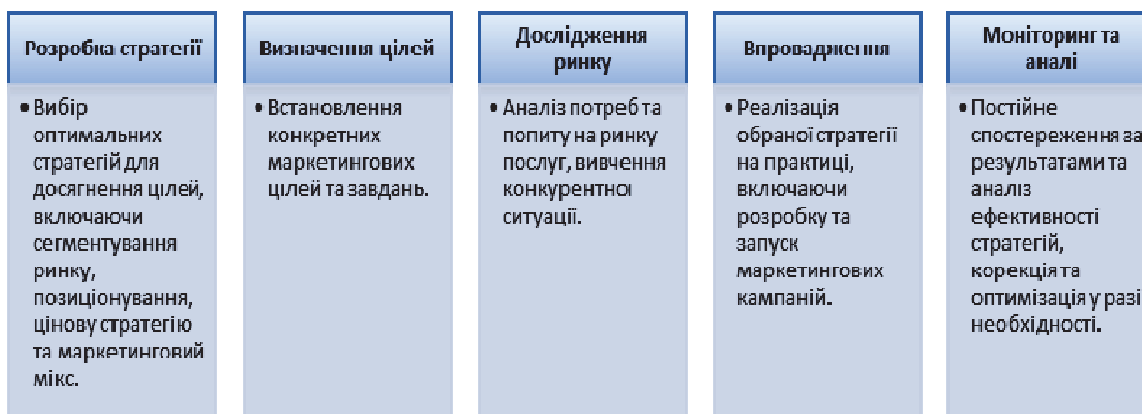 Розробка стратегії
• Вибір
оптимальних
стратегій для
досягнення цілей,
включаючи
сегментування
ринку,
позиціонування,
цінову стратегію
та маркетинговий
мікс.
Визначення цілей
• Встановлення
конкретних
маркетингових
цілей та завдань.
Дослідження
ринку
• Аналіз потреб та
попиту на ринку
послуг, вивчення
конкурентної
ситуації.
Впровадження
• Реалізація
обраної стратегії
на практиці,
включаючи
розробку та
запуск
маркетингових
кампаній.
Моніторинг та
аналі
• Постійне
спостереження за
результатами та
аналіз
ефективності
стратегій,
корекція та
оптимізація у разі
необхідності.